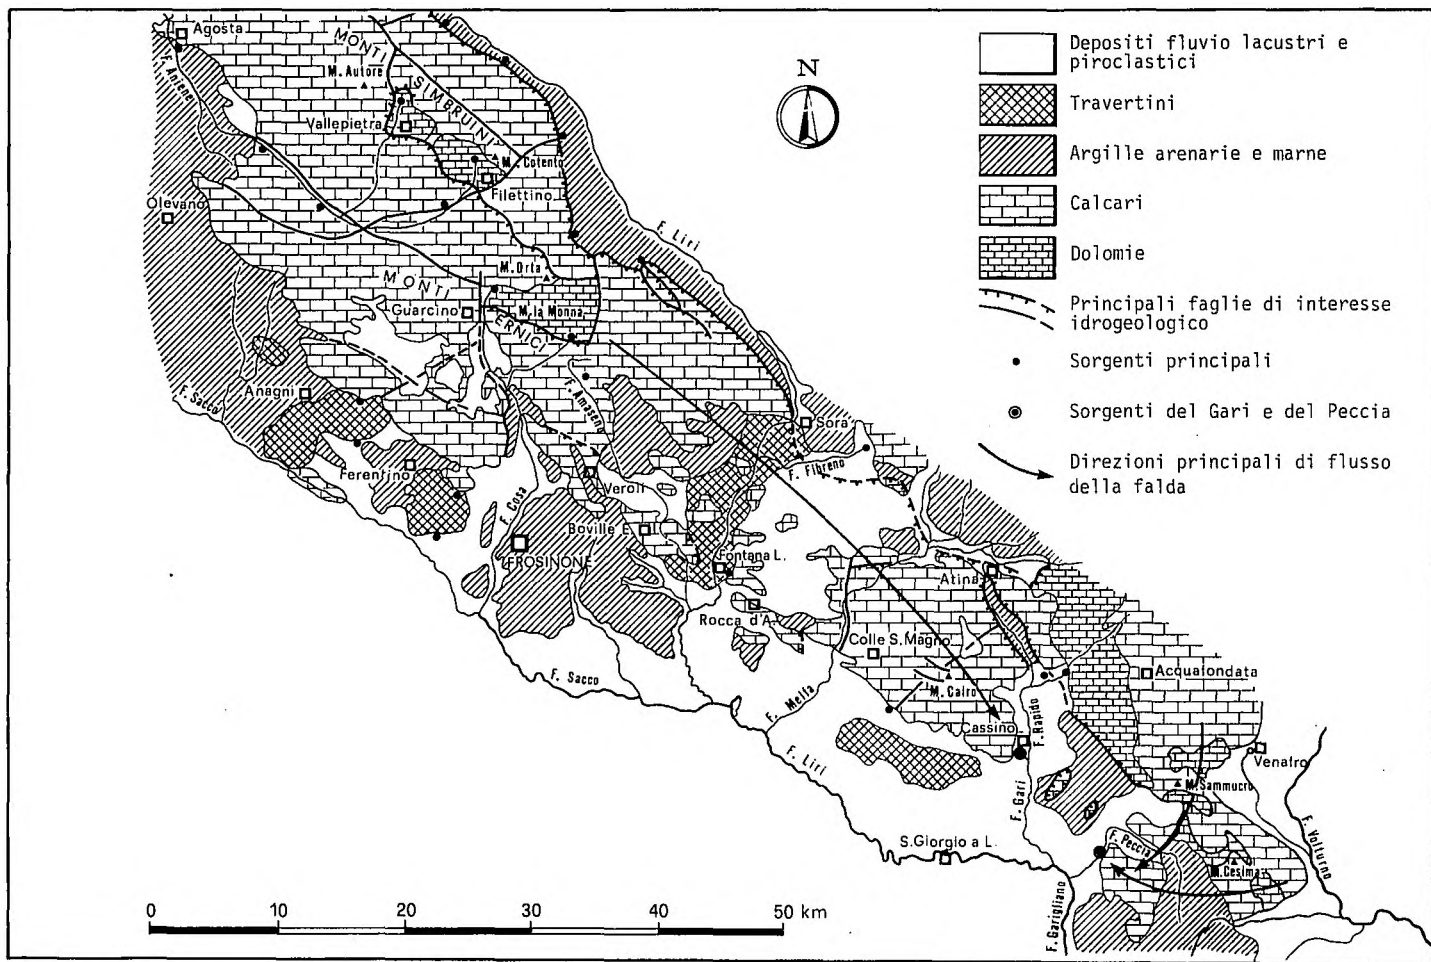 Agosta
F. Aniene
MONTI
SIMBRUINI
M. Autore
Vallepietra
M. Cotento
Filettino
Olevano
F. Liri
M. Orta
MONTI
ERNICI
Guarcino
M. la Monna
Anagni
F. Sacco
F. Amaseno
Sora
F. Fibreno
Ferentino
Veroli
F. Cosa
Boville E.
FROSINONE
Fontana L.
Atina
Rocca d'A.
Colle S. Magno
Acquafondata
F. Sacco
F. Melfa
M. Cairo
F. Rapido
Cassino
Venafro
F. Liri
F. Gari
M. Sammucro
S. Giorgio a L.
F. Peccia
F. Volturno
M. Cesima
F. Garigliano
N
Depositi fluvio lacustri e
piroclastici
Travertini
Argille arenarie e marne
Calcari
Dolomie
Principali faglie di interesse
idrogeologico
Sorgenti principali
Sorgenti del Gari e del Peccia
Direzioni principali di flusso
della falda
0 10 20 30 40 50 km